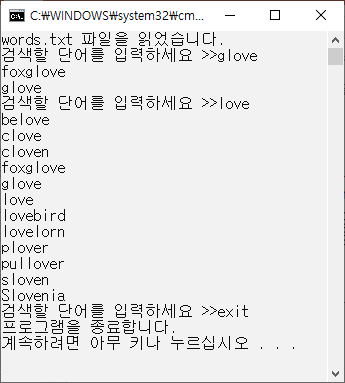 C:\WINDOWS\system32\cm...
words.txt 파일을 읽었습니다.
검색할 단어를 입력하세요 >>glove
foxglove
glove
검색할 단어를 입력하세요 >>love
belove
clove
cloven
foxglove
glove
love
lovebird
lovelorn
plover
pullover
sloven
Slovenia
검색할 단어를 입력하세요 >>exit
프로그램을 종료합니다.
계속하려면 아무 키나 누르십시오 . . .